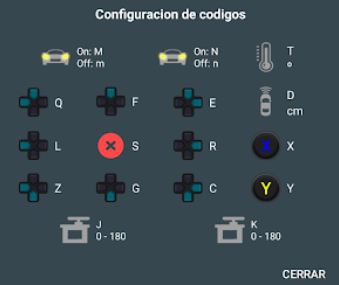 Configuracion de codigos
On: M
Off: m
On: N
Off: n
T
°
Q
F
E
D
cm
L
S
R
X
X
Z
G
C
Y
Y
J
0 - 180
K
0 - 180
CERRAR